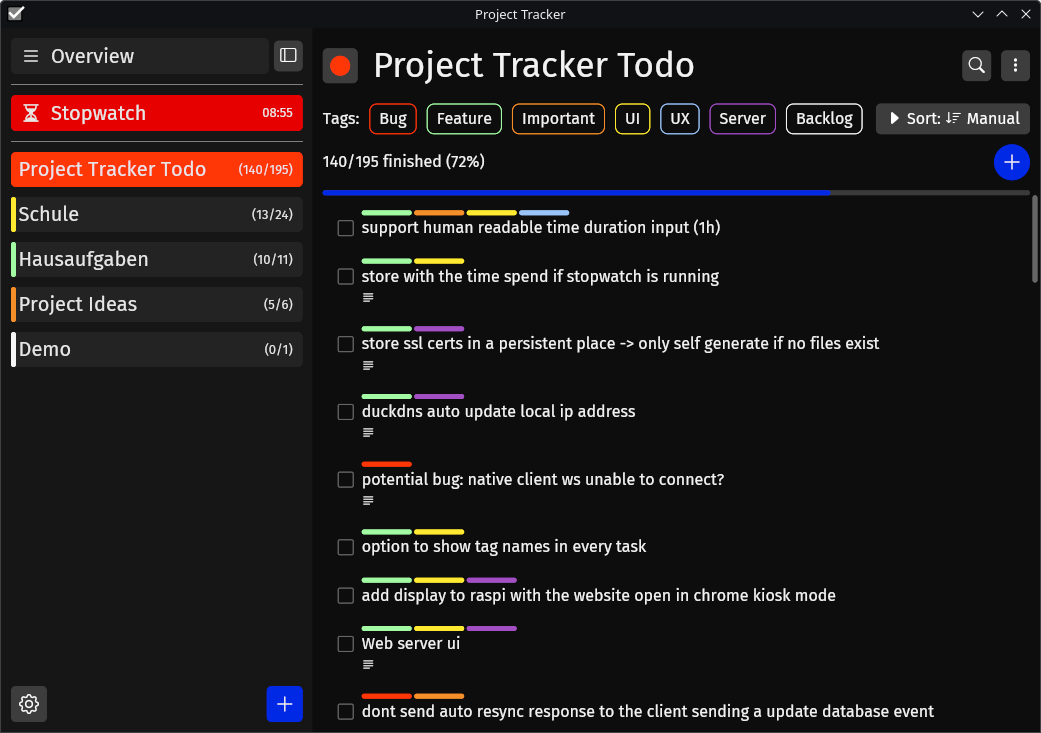 Project Tracker
Overview
Stopwatch 08:55
Project Tracker Todo (140/195)
Schule (13/24)
Hausaufgaben (10/11)
Project Ideas (5/6)
Demo (0/1)
Project Tracker Todo
Tags: Bug Feature Important UI UX Server Backlog Sort: Manual
140/195 finished (72%)
support human readable time duration input (1h)
store with the time spend if stopwatch is running
store ssl certs in a persistent place -> only self generate if no files exist
duckdns auto update local ip address
potential bug: native client ws unable to connect?
option to show tag names in every task
add display to raspi with the website open in chrome kiosk mode
Web server ui
dont send auto resync response to the client sending a update database event